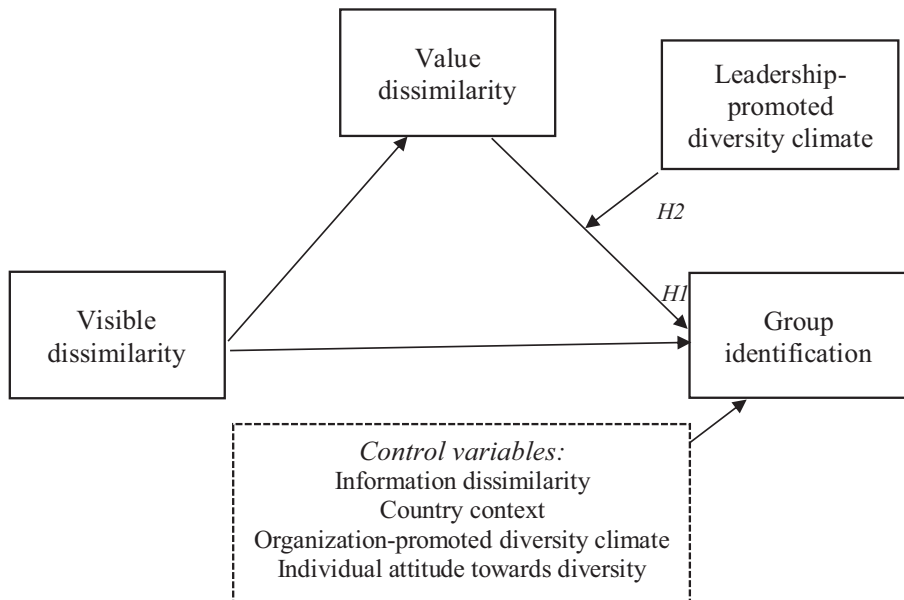 Value
dissimilarity
Leadership-
promoted
diversity climate
H2
H1
Visible
dissimilarity
Group
identification
Control variables:
Information dissimilarity
Country context
Organization-promoted diversity climate
Individual attitude towards diversity